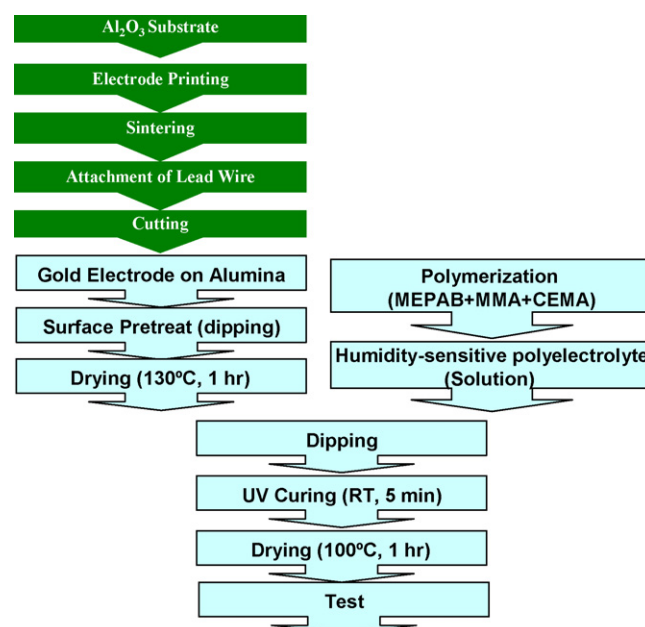 Al₂O₃ Substrate
Electrode Printing
Sintering
Attachment of Lead Wire
Cutting
Gold Electrode on Alumina
Surface Pretreat (dipping)
Drying (130ºC, 1 hr)
Polymerization
(MEPAB+MMA+CEMA)
Humidity-sensitive polyelectrolyte
(Solution)
Dipping
UV Curing (RT, 5 min)
Drying (100ºC, 1 hr)
Test